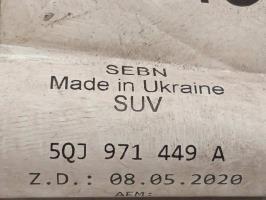 SEBN
Made in Ukraine
SUV
5QJ 971 449 A
Z.D.: 08.05.2020